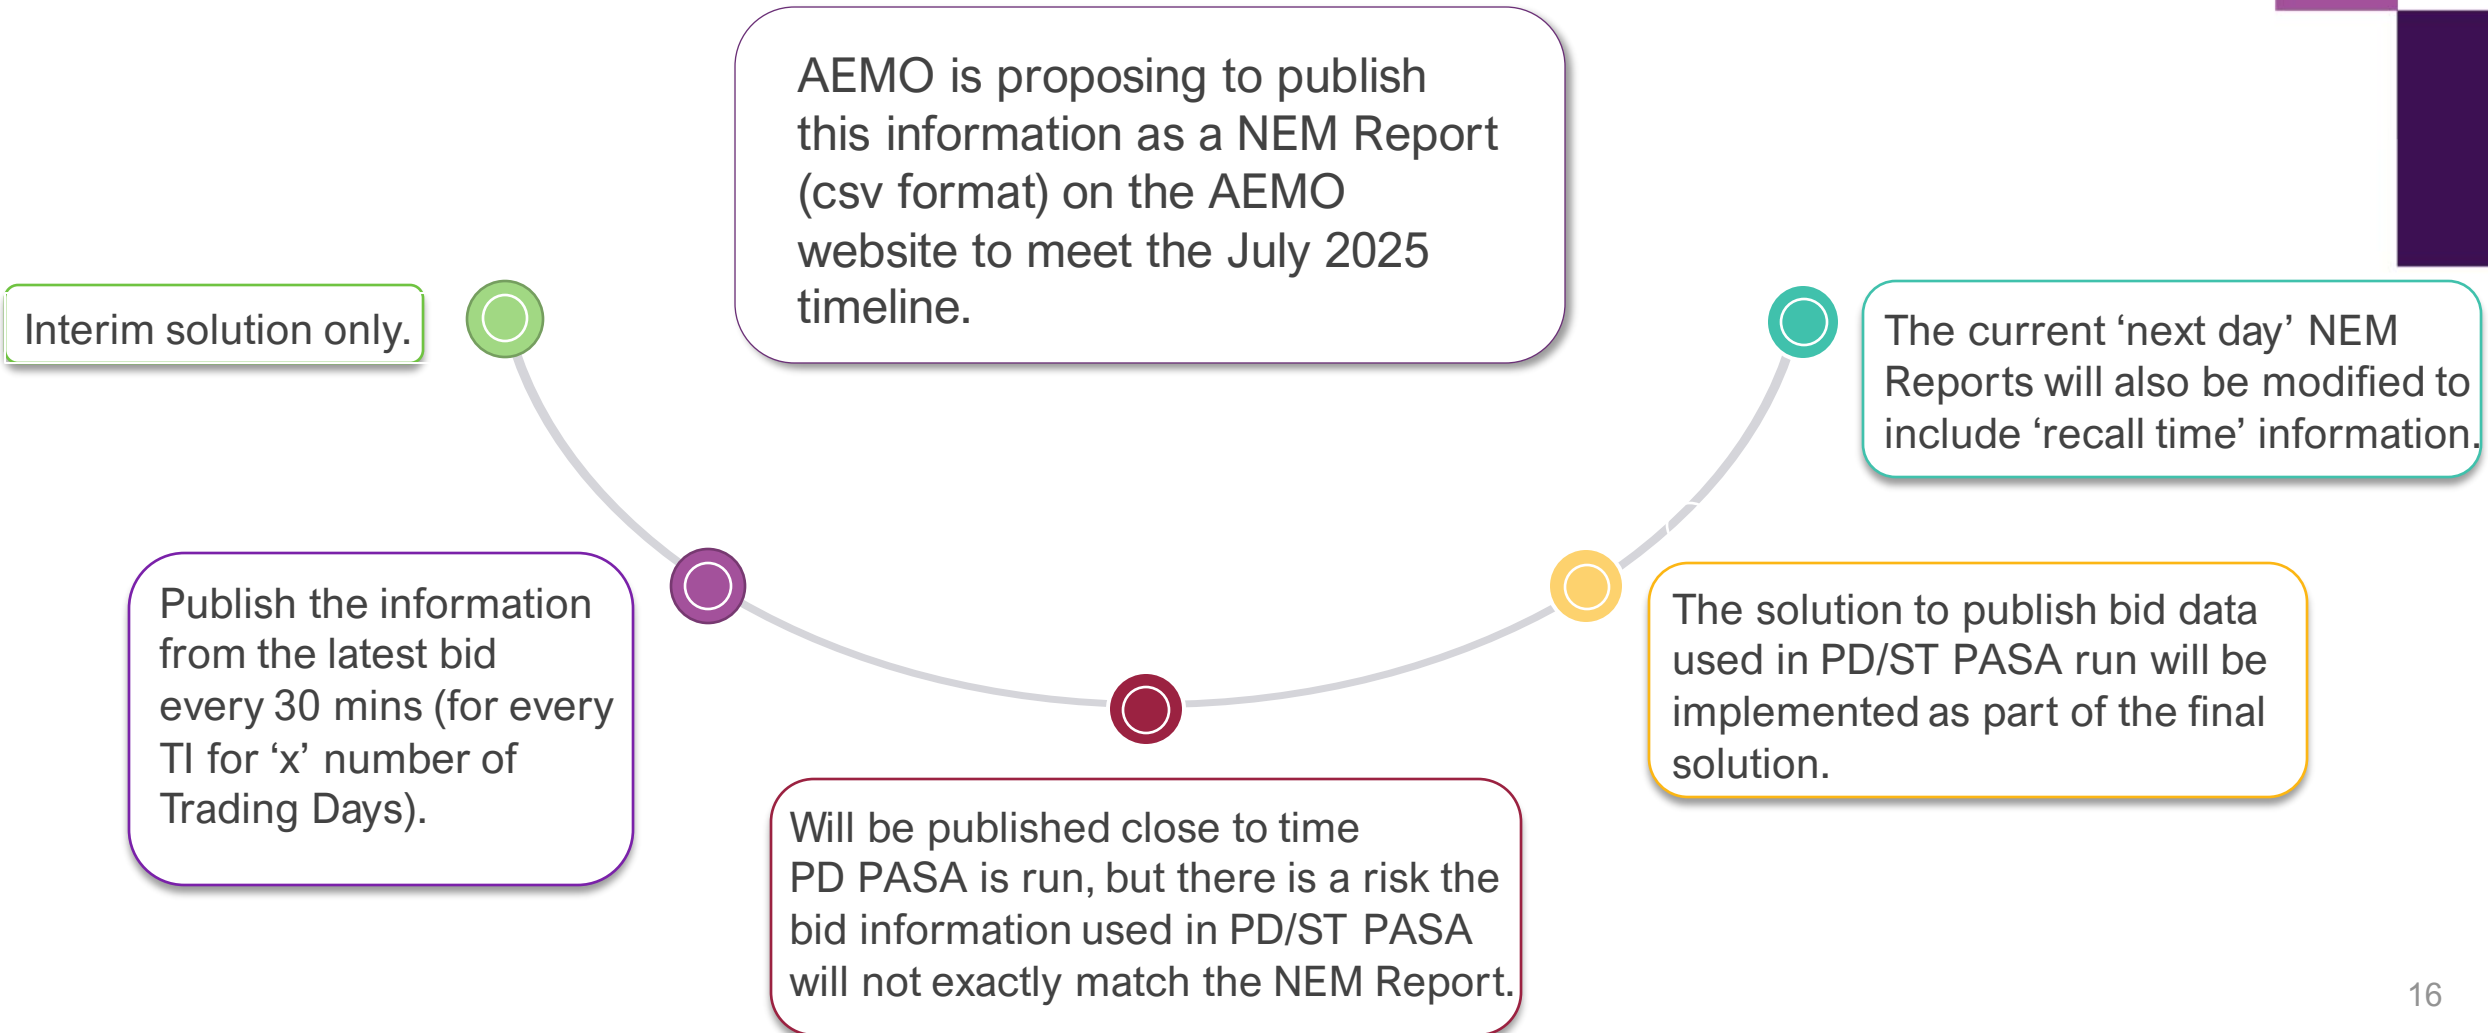 AEMO is proposing to publish
this information as a NEM Report
(csv format) on the AEMO
website to meet the July 2025
timeline.
Interim solution only.
Publish the information
from the latest bid
every 30 mins (for every
TI for ‘x’ number of
Trading Days).
Will be published close to time
PD PASA is run, but there is a risk the
bid information used in PD/ST PASA
will not exactly match the NEM Report.
The solution to publish bid data
used in PD/ST PASA run will be
implemented as part of the final
solution.
The current ‘next day’ NEM
Reports will also be modified to
include ‘recall time’ information.
16